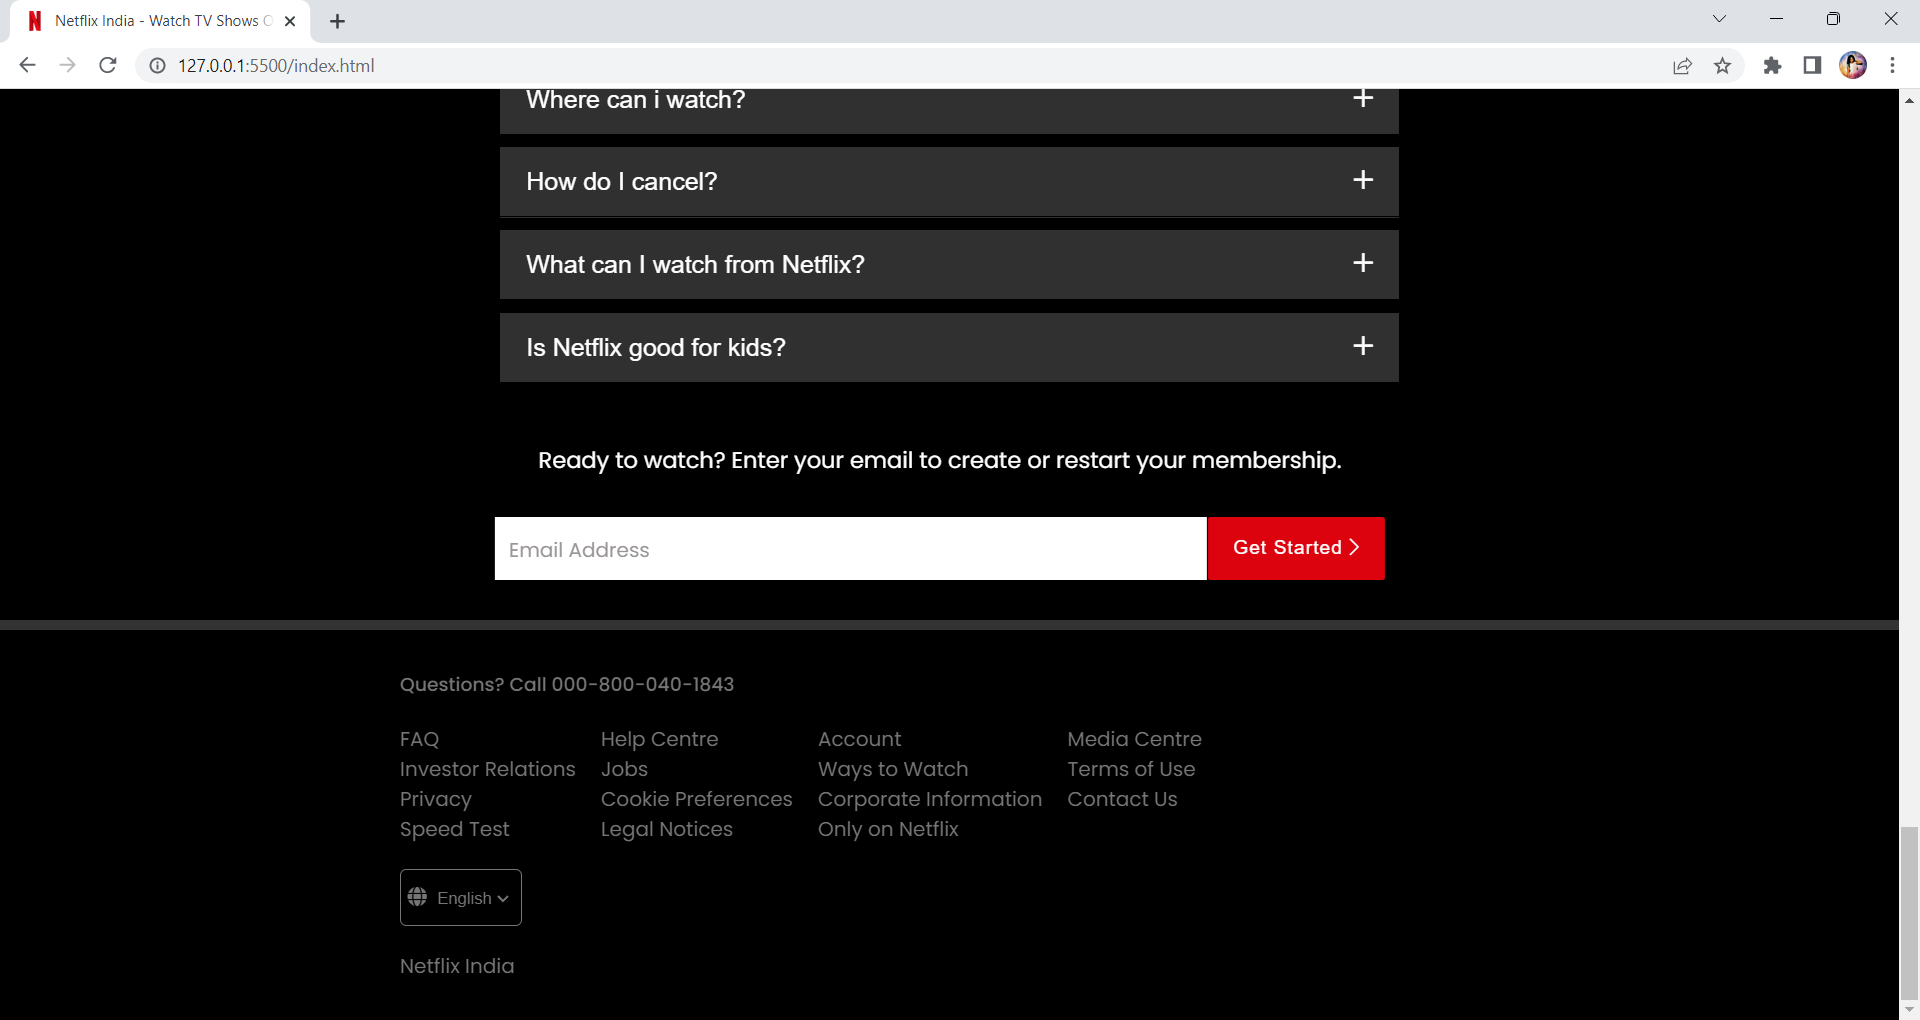 Netflix India - Watch TV Shows O
127.0.0.1:5500/index.html
Where can i watch?
How do I cancel?
What can I watch from Netflix?
Is Netflix good for kids?
Ready to watch? Enter your email to create or restart your membership.
Email Address
Get Started
Questions? Call 000-800-040-1843
FAQ Help Centre Account Media Centre
Investor Relations Jobs Ways to Watch Terms of Use
Privacy Cookie Preferences Corporate Information Contact Us
Speed Test Legal Notices Only on Netflix
English
Netflix India